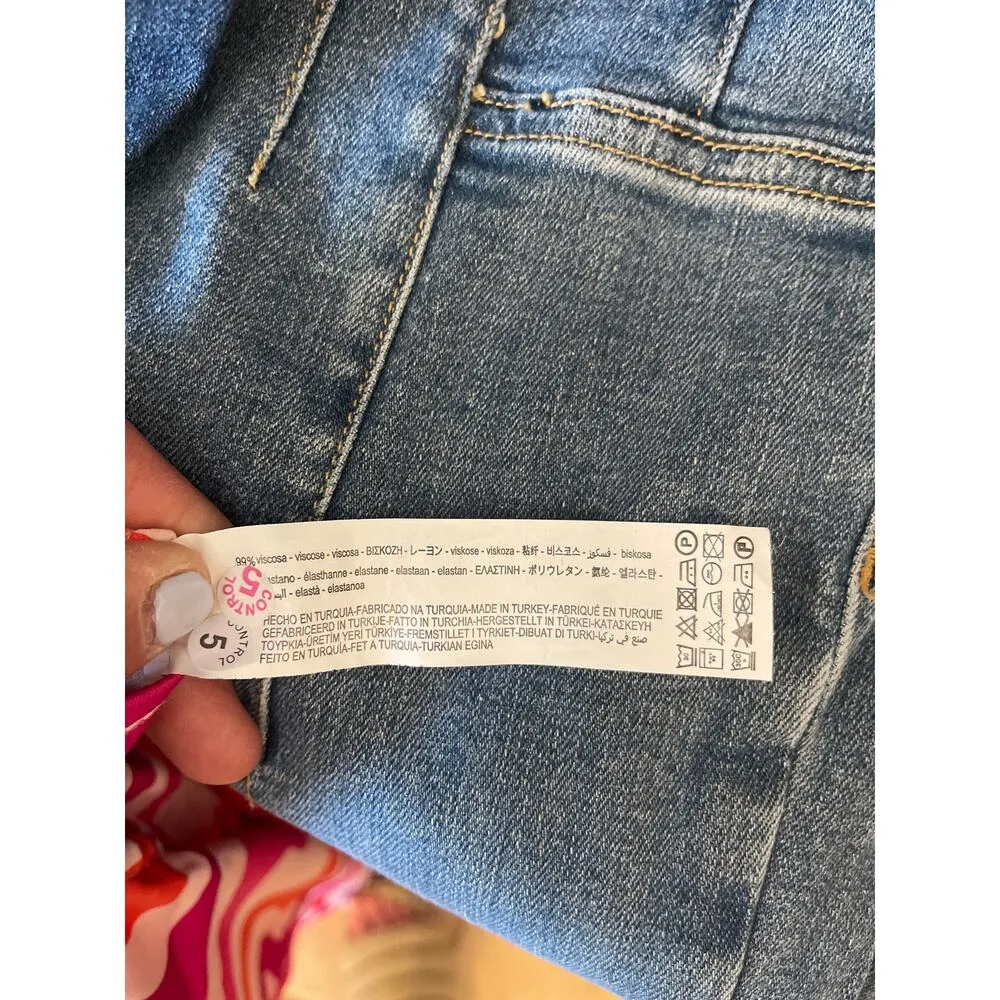 99% viscosa - viscose - viscosa - ΒΙΣΚΟΖΗ - レーヨン - viskose - viskoza - 粘纤 - 비스코스 - فسكوز - biskosa
astano - élasthanne - elastane - elastaan - elastan - ΕΛΑΣΤΙΝΗ - ポリウレタン - 氨纶 - 엘라스탄 -
- elastà - elastanoa
HECHO EN TURQUIA-FABRICADO NA TURQUIA-MADE IN TURKEY-FABRIQUÉ EN TURQUIE
GEFABRICEERD IN TURKIJE-FATTO IN TURCHIA-HERGESTELLT IN TÜRKEI-ΚΑΤΑΣΚΕΥΗ
ΤΟΥΡΚΙΑ-ÜRETİM YERİ TÜRKİYE-FREMSTILLET I TYRKIET-DIBUAT DI TURKI-صنع في تركيا
FEITO EN TURQUÍA-FET A TURQUIA-TURKIAN EGINA
5
CONTROL
5
CONTROL